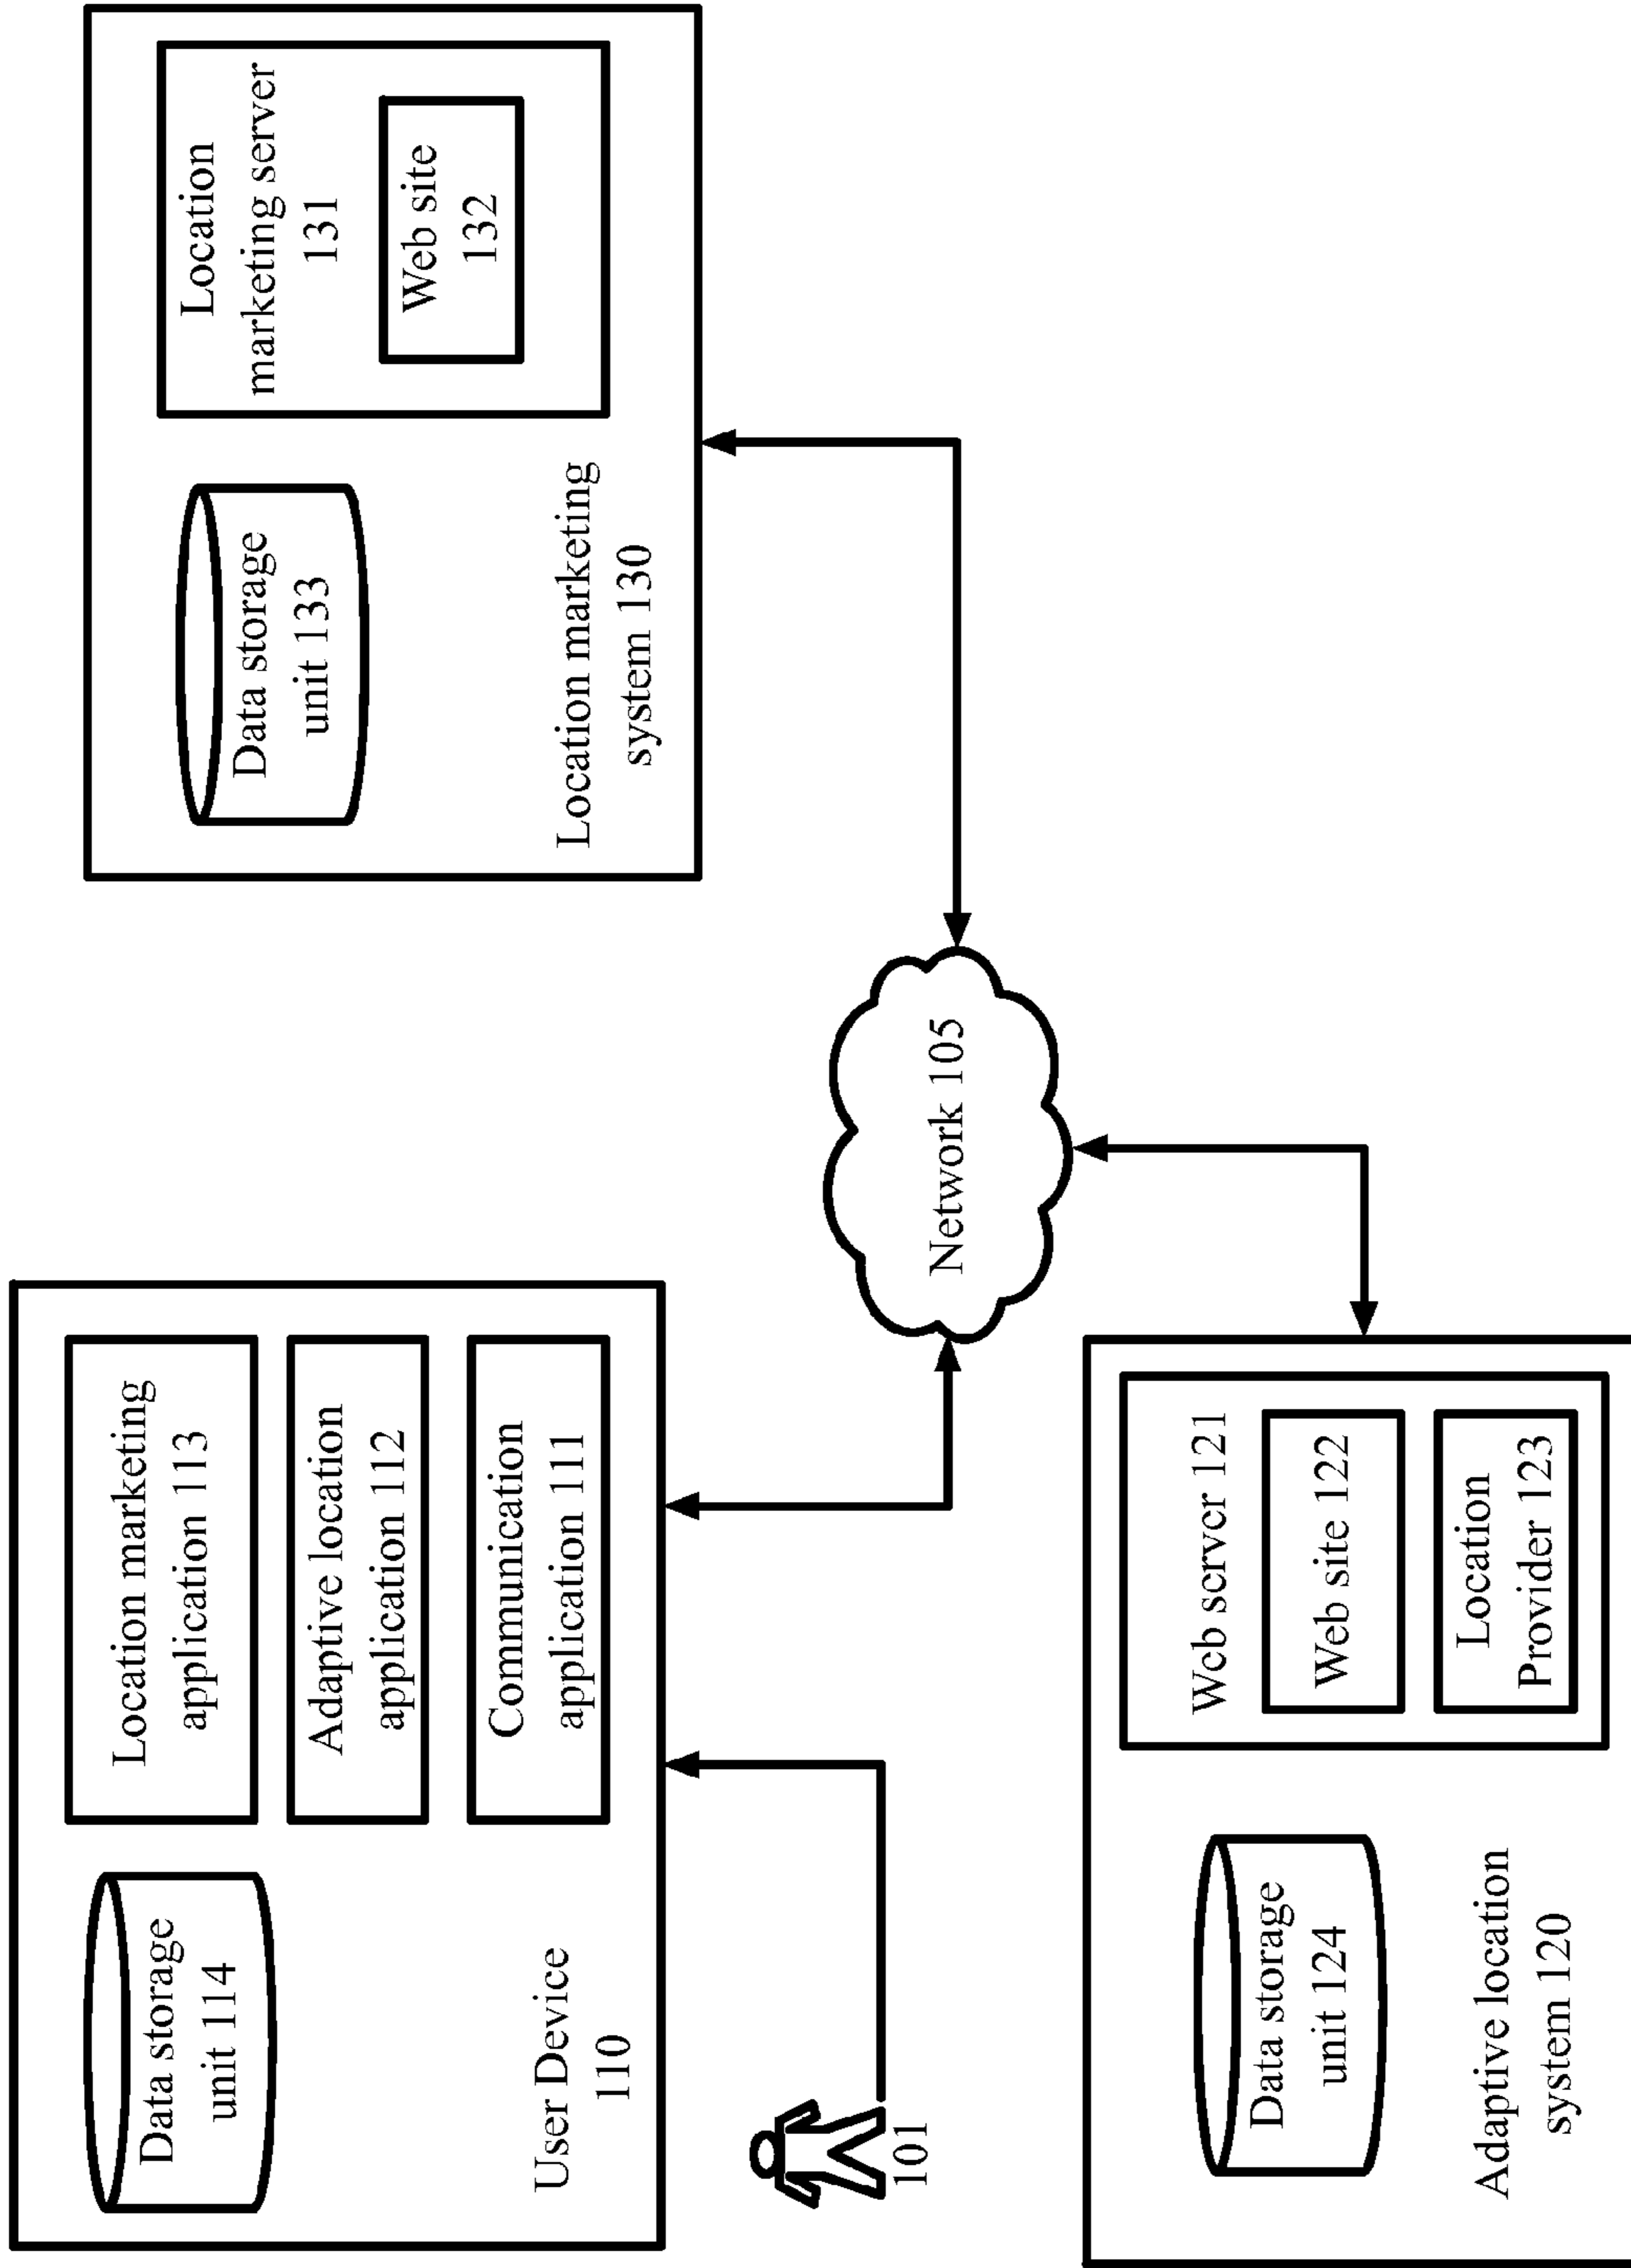 Data storage
unit 114
Location marketing
application 113
Adaptive location
application 112
Communication
application 111
User Device
110
101
Data storage
unit 133
Location
marketing server
131
Web site
132
Location marketing
system 130
Network 105
Data storage
unit 124
Web server 121
Web site 122
Location
Provider 123
Adaptive location
system 120